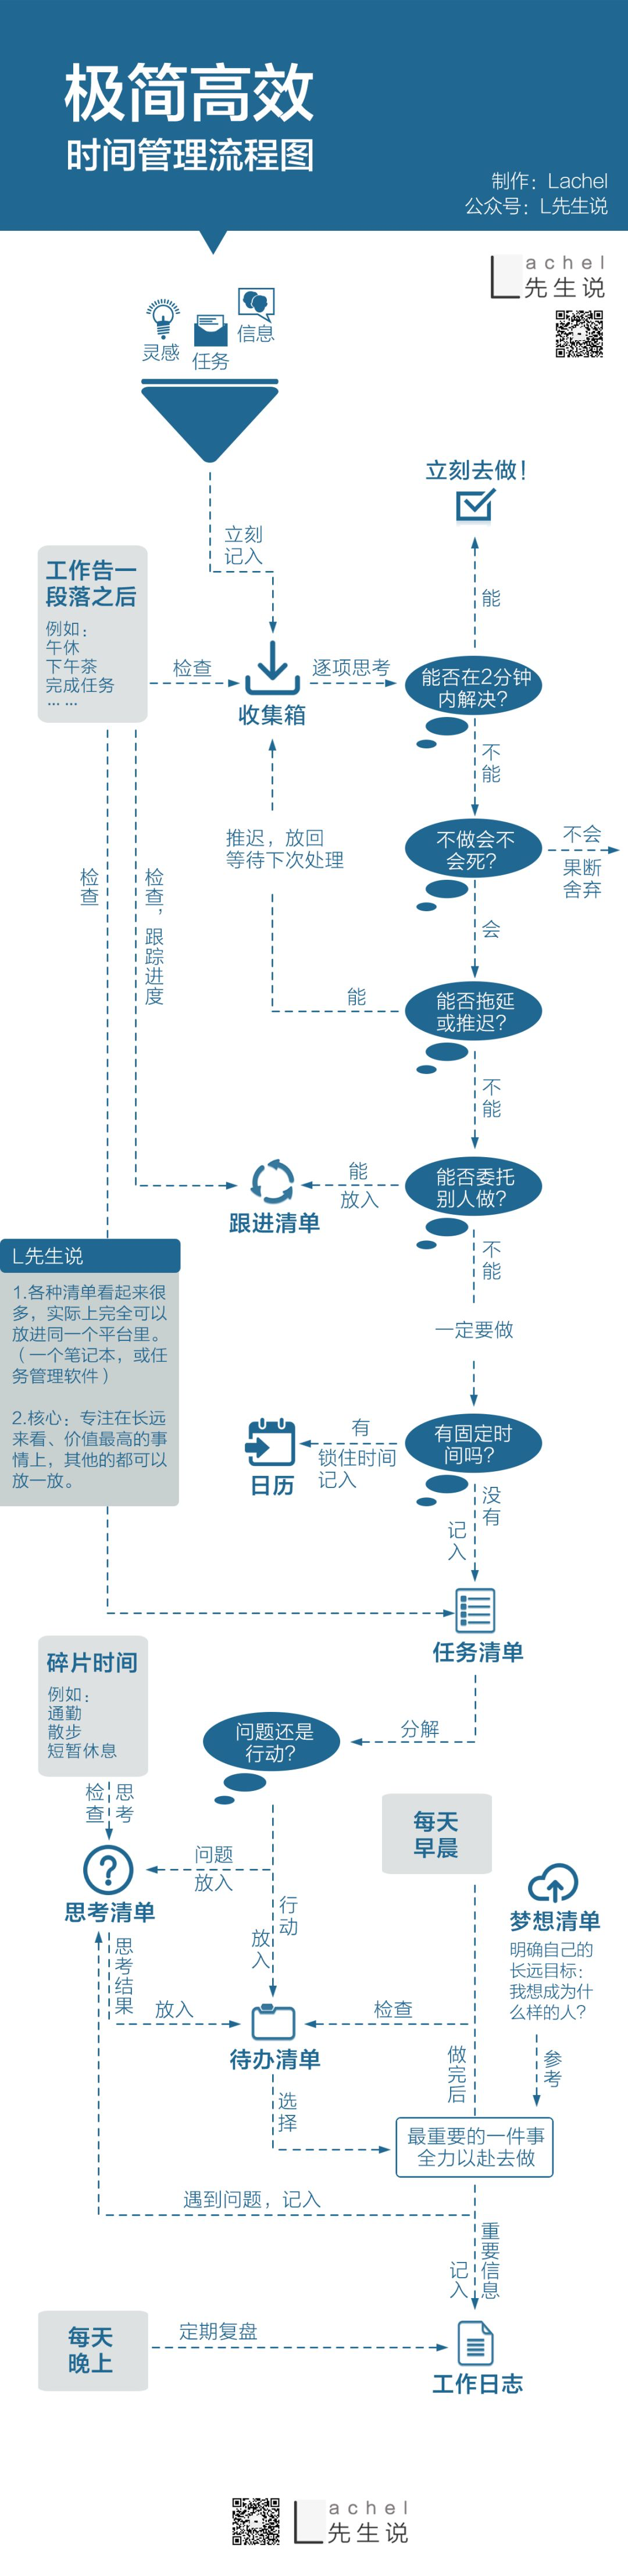 极简高效
时间管理流程图
制作：Lachel
公众号：L先生说
Lachel
先生说
灵感
任务
信息
立刻去做！
立刻
记入
能
工作告一
段落之后
例如：
午休
下午茶
完成任务
... ...
检查
收集箱
逐项思考
能否在2分钟
内解决？
不能
推迟，放回
等待下次处理
不做会不
会死？
不会
果断
舍弃
检查
检查，跟踪进度
会
能
能否拖延
或推迟？
不能
跟进清单
能
放入
能否委托
别人做？
不能
L先生说
1.各种清单看起来很
多，实际上完全可以
放进同一个平台里。
（一个笔记本，或任
务管理软件）
2.核心：专注在长远
来看、价值最高的事
情上，其他的都可以
放一放。
一定要做
日历
有
锁住时间
记入
有固定时
间吗？
没有
记入
任务清单
碎片时间
例如：
通勤
散步
短暂休息
问题还是
行动？
分解
检查
思考
每天
早晨
思考清单
问题
放入
行动
放入
梦想清单
明确自己的
长远目标：
我想成为什
么样的人？
思考结果
放入
待办清单
检查
做完后
参考
选择
最重要的一件事
全力以赴去做
遇到问题，记入
重要信息
记入
每天
晚上
定期复盘
工作日志
Lachel
先生说